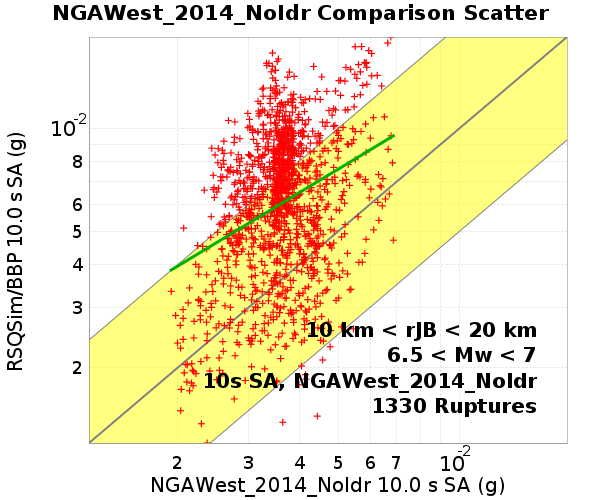 NGAWest_2014_NoIdr Comparison Scatter
RSQSim/BBP 10.0 s SA (g)
10-2
8
6
5
4
3
2
10 km < rJB < 20 km
6.5 < Mw < 7
10s SA, NGAWest_2014_NoIdr
1330 Ruptures
2 3 4 5 6 7 10-2
NGAWest_2014_NoIdr 10.0 s SA (g)